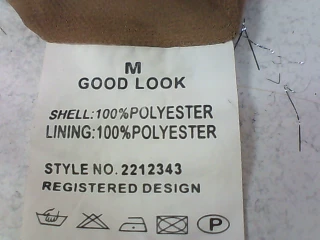 M
GOOD LOOK
SHELL:100%POLYESTER
LINING:100%POLYESTER
STYLE NO. 2212343
REGISTERED DESIGN
P